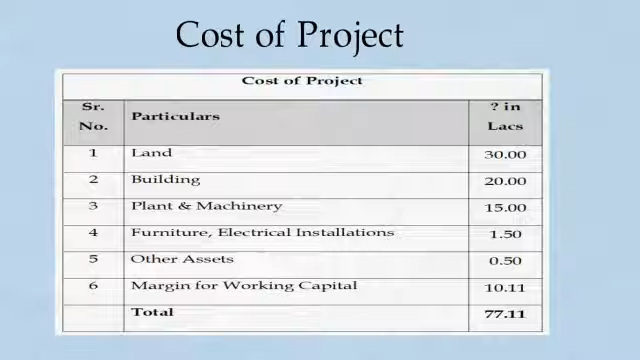 Cost of Project
Cost of Project
Sr. No. Particulars ? in Lacs
1 Land 30.00
2 Building 20.00
3 Plant & Machinery 15.00
4 Furniture, Electrical Installations 1.50
5 Other Assets 0.50
6 Margin for Working Capital 10.11
Total 77.11